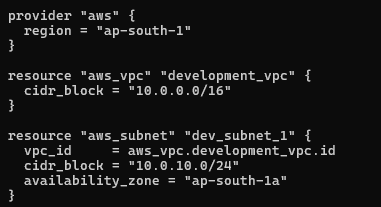 provider "aws" {
  region = "ap-south-1"
}

resource "aws_vpc" "development_vpc" {
  cidr_block = "10.0.0.0/16"
}

resource "aws_subnet" "dev_subnet_1" {
  vpc_id     = aws_vpc.development_vpc.id
  cidr_block = "10.0.10.0/24"
  availability_zone = "ap-south-1a"
}